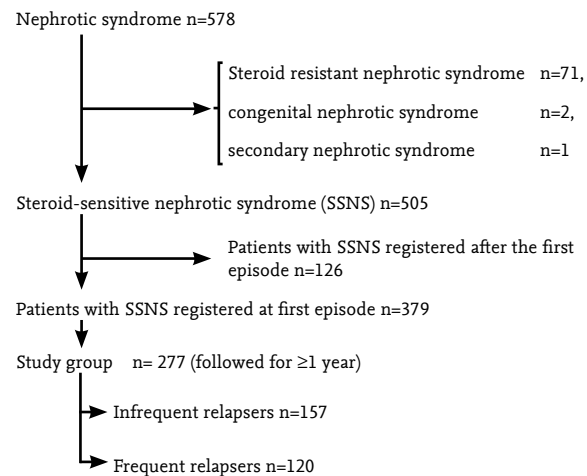 Nephrotic syndrome n=578
Steroid resistant nephrotic syndrome n=71,
congenital nephrotic syndrome n=2,
secondary nephrotic syndrome n=1
Steroid-sensitive nephrotic syndrome (SSNS) n=505
Patients with SSNS registered after the first
episode n=126
Patients with SSNS registered at first episode n=379
Study group n= 277 (followed for ≥1 year)
Infrequent relapsers n=157
Frequent relapsers n=120